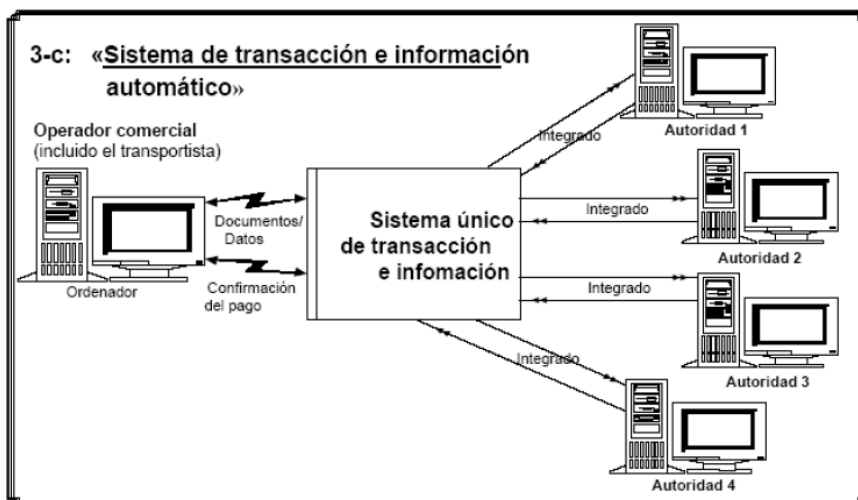 3-c: «Sistema de transacción e información
automático»
Operador comercial
(incluido el transportista)
Ordenador
Documentos/
Datos
Confirmación
del pago
Sistema único
de transacción
e infomación
Integrado
Autoridad 1
Integrado
Autoridad 2
Integrado
Autoridad 3
Integrado
Autoridad 4